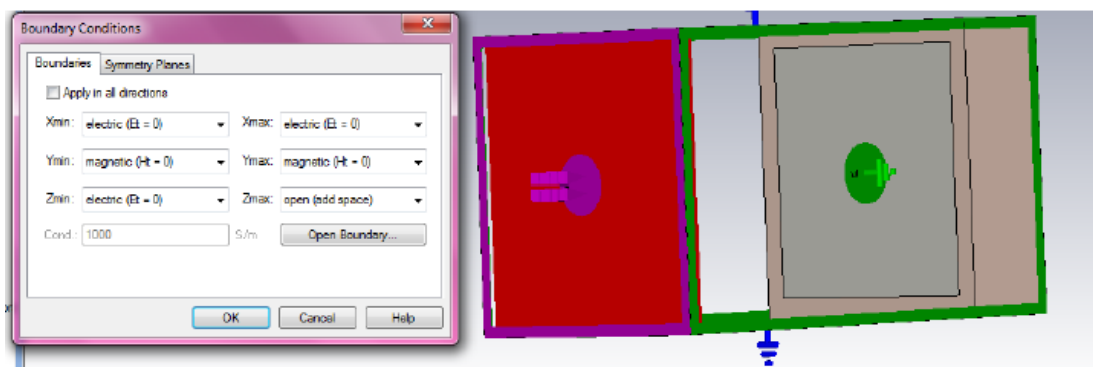 Boundary Conditions
Boundaries Symmetry Planes
Apply in all directions
Xmin: electric (Et = 0) Xmax: electric (Et = 0)
Ymin: magnetic (Ht = 0) Ymax: magnetic (Ht = 0)
Zmin: electric (Et = 0) Zmax: open (add space)
Cond.: 1000 S/m Open Boundary...
OK Cancel Help